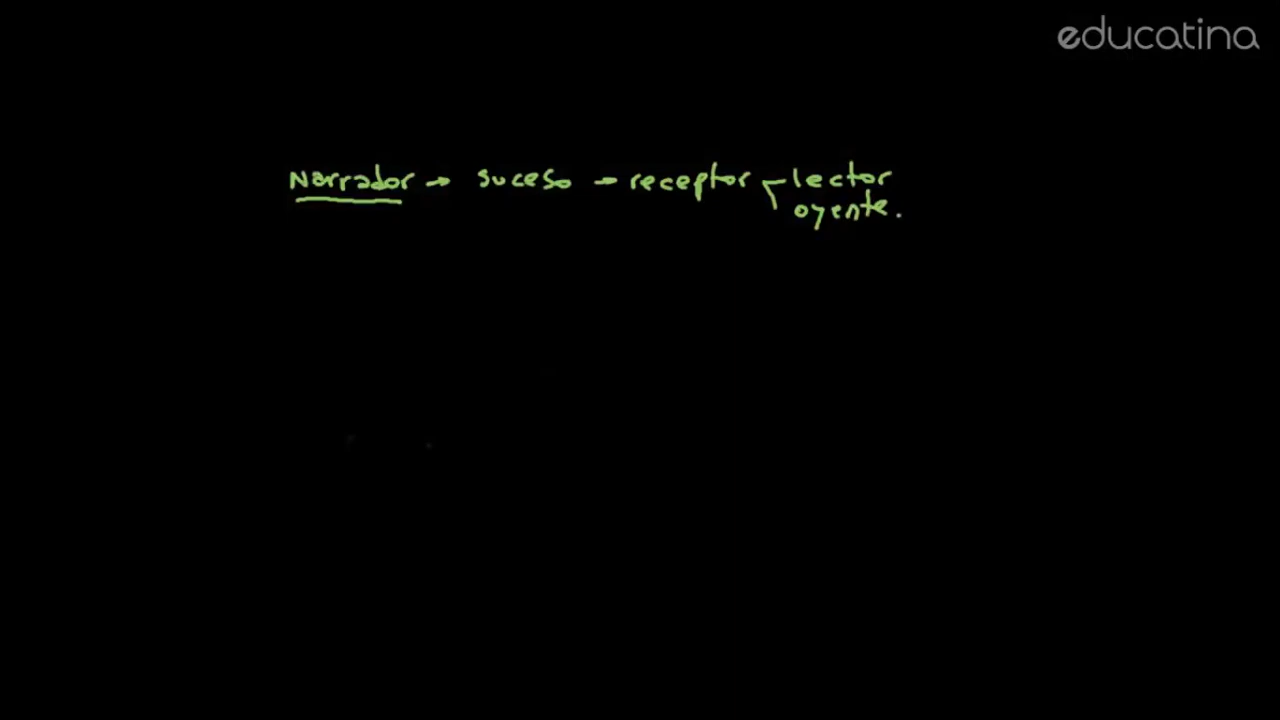 educatina
Narrador → suceso → receptor lector
oyente.